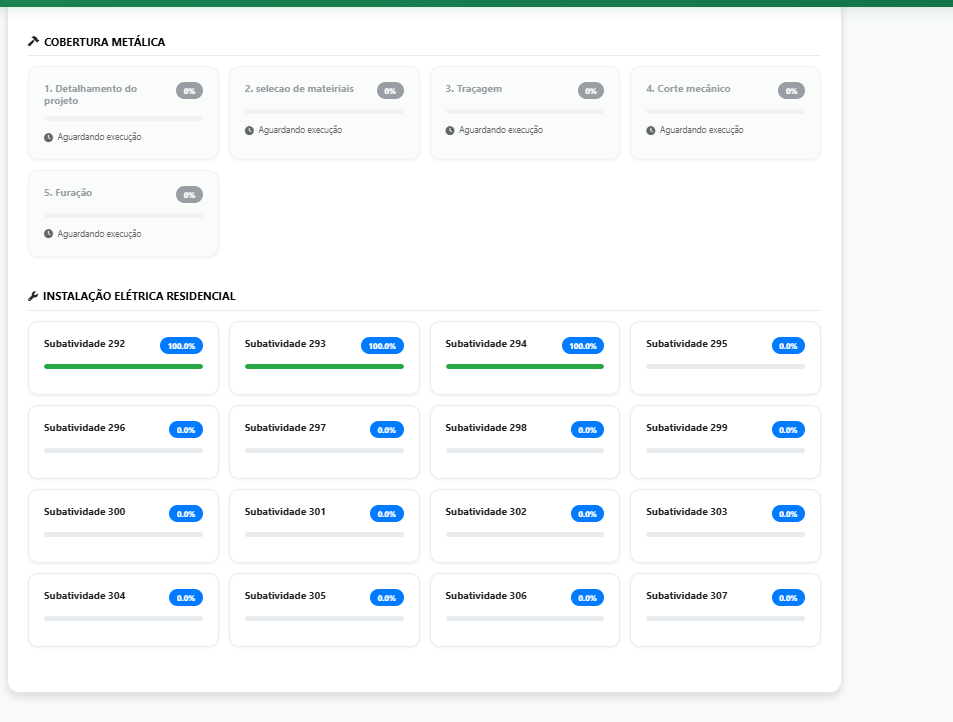 COBERTURA METÁLICA
1. Detalhamento do
projeto
0%
Aguardando execução
2. selecao de mateiriais
0%
Aguardando execução
3. Traçagem
0%
Aguardando execução
4. Corte mecânico
0%
Aguardando execução
5. Furação
0%
Aguardando execução
INSTALAÇÃO ELÉTRICA RESIDENCIAL
Subatividade 292
100.0%
Subatividade 293
100.0%
Subatividade 294
100.0%
Subatividade 295
0.0%
Subatividade 296
0.0%
Subatividade 297
0.0%
Subatividade 298
0.0%
Subatividade 299
0.0%
Subatividade 300
0.0%
Subatividade 301
0.0%
Subatividade 302
0.0%
Subatividade 303
0.0%
Subatividade 304
0.0%
Subatividade 305
0.0%
Subatividade 306
0.0%
Subatividade 307
0.0%